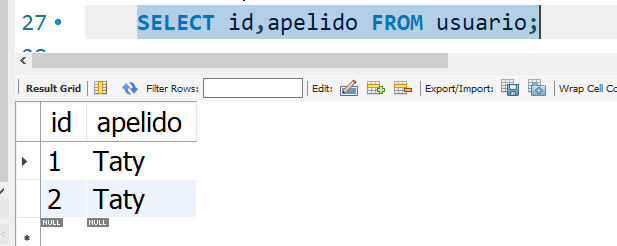 27 SELECT id,apelido FROM usuario;
Result Grid Filter Rows: Edit: Export/Import: Wrap Cell Co
id apelido
1 Taty
2 Taty
NULL NULL